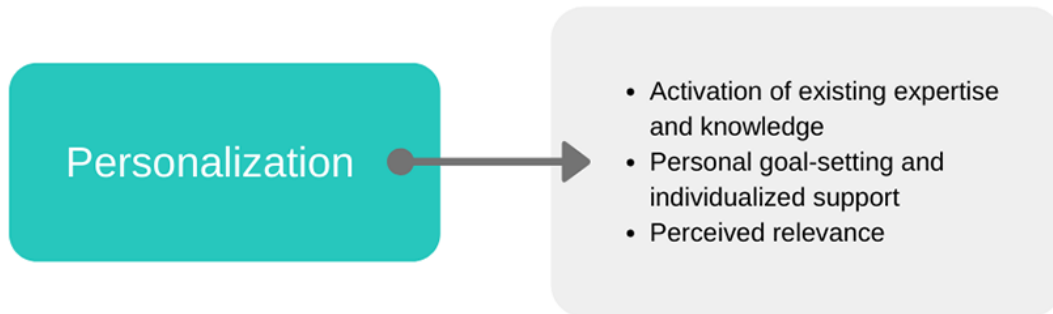 Personalization
• Activation of existing expertise
and knowledge
• Personal goal-setting and
individualized support
• Perceived relevance